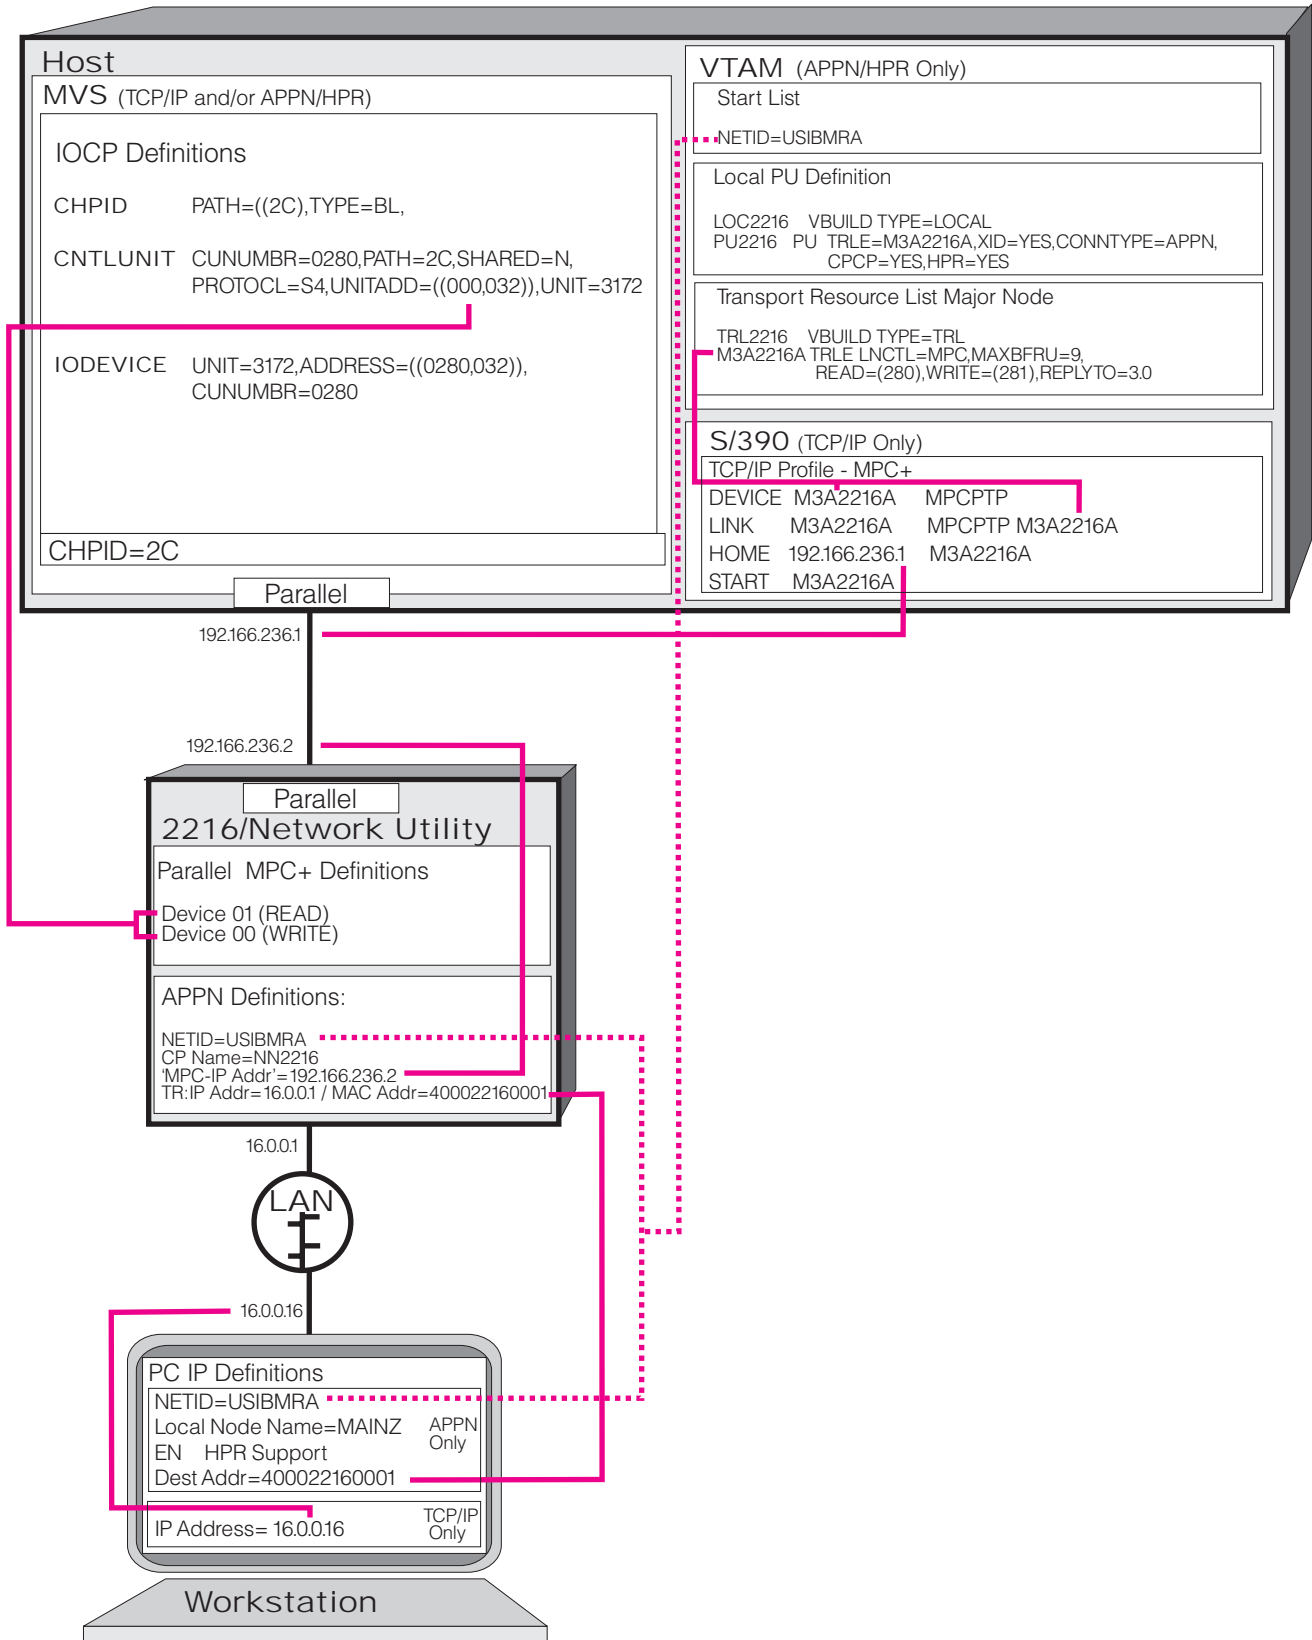 Host
MVS (TCP/IP and/or APPN/HPR)
IOCP Definitions
CHPID PATH=((2C),TYPE=BL,
CNTLUNIT CUNUMBR=0280,PATH=2C,SHARED=N,
PROTOCL=S4,UNITADD=((000,032)),UNIT=3172
IODEVICE UNIT=3172,ADDRESS=((0280,032)),
CUNUMBR=0280
CHPID=2C
Parallel
VTAM (APPN/HPR Only)
Start List
NETID=USIBMRA
Local PU Definition
LOC2216 VBUILD TYPE=LOCAL
PU2216 PU TRLE=M3A2216A,XID=YES,CONNTYPE=APPN,
CPCP=YES,HPR=YES
Transport Resource List Major Node
TRL2216 VBUILD TYPE=TRL
M3A2216A TRLE LNCTL=MPC,MAXBFRU=9,
READ=(280),WRITE=(281),REPLYTO=3.0
S/390 (TCP/IP Only)
TCP/IP Profile - MPC+
DEVICE M3A2216A MPCPTP
LINK M3A2216A MPCPTP M3A2216A
HOME 192.166.236.1 M3A2216A
START M3A2216A
192.166.236.1
192.166.236.2
Parallel
2216/Network Utility
Parallel MPC+ Definitions
Device 01 (READ)
Device 00 (WRITE)
APPN Definitions:
NETID=USIBMRA
CP Name=NN2216
'MPC-IP Addr'=192.166.236.2
TR:IP Addr=16.0.0.1 / MAC Addr=400022160001
16.0.0.1
LAN
16.0.0.16
PC IP Definitions
NETID=USIBMRA
Local Node Name=MAINZ APPN
Only
EN HPR Support
Dest Addr=400022160001
IP Address= 16.0.0.16 TCP/IP
Only
Workstation